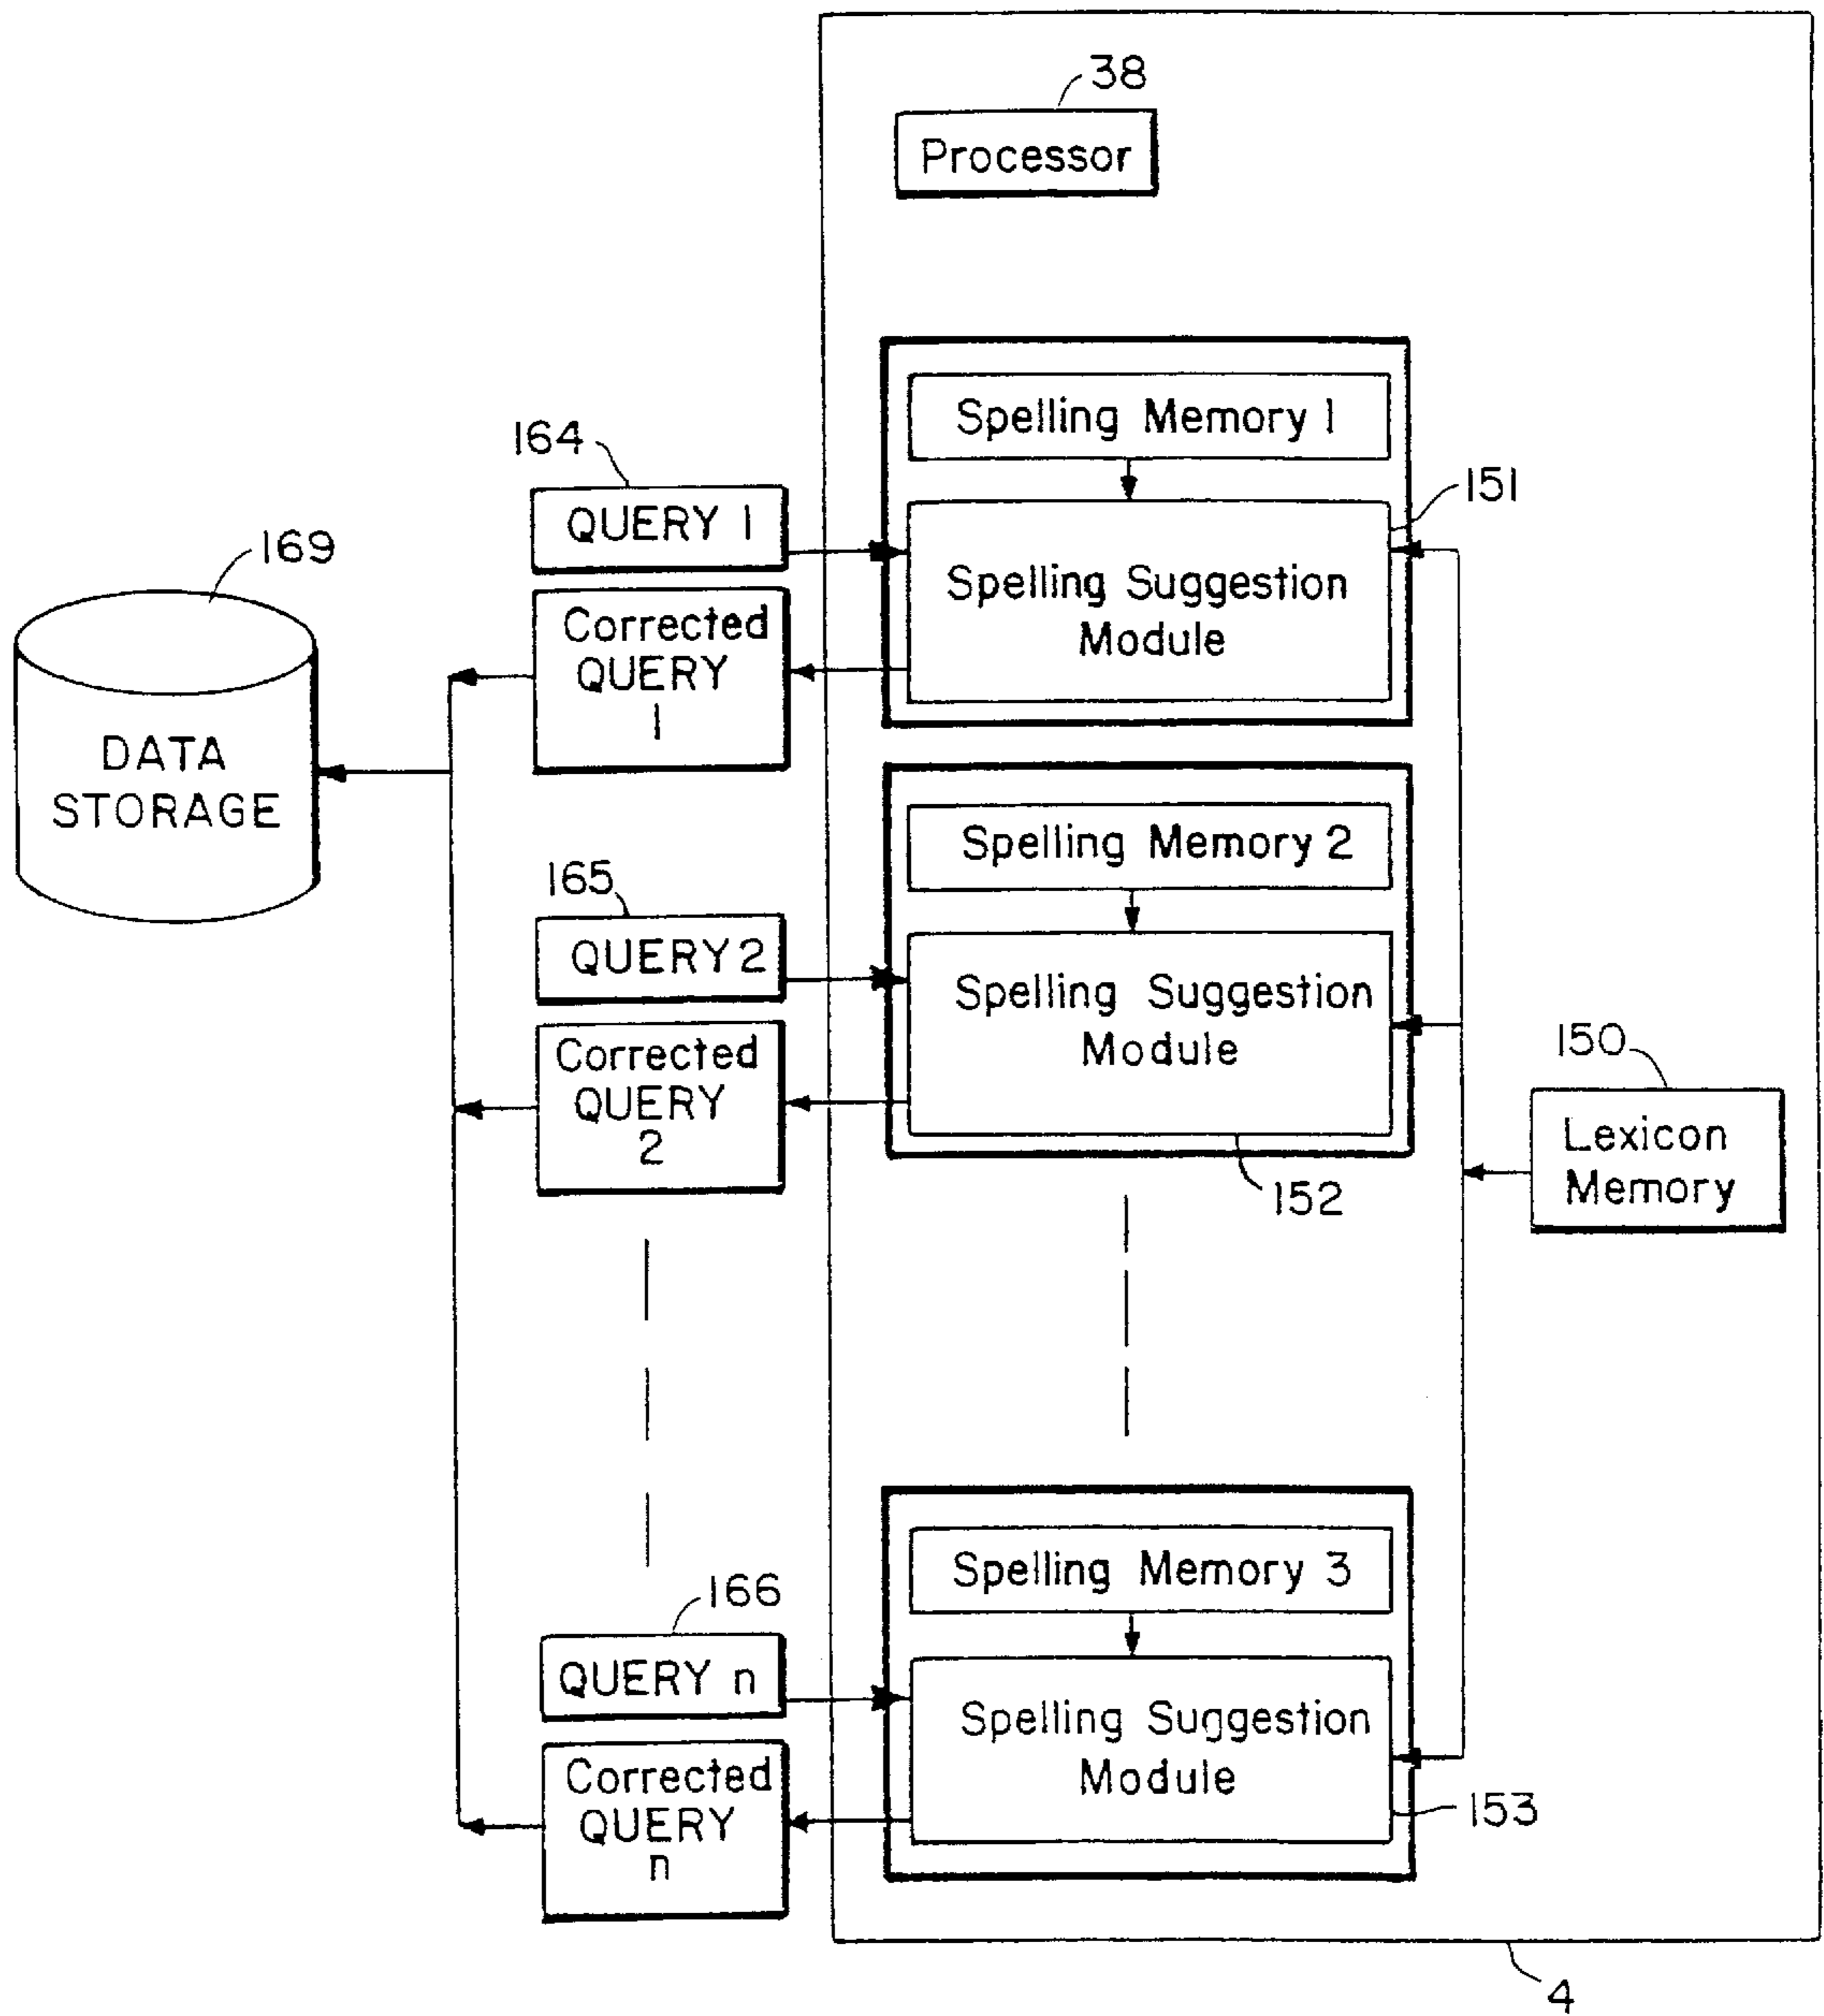 38
Processor
Spelling Memory 1
164
151
QUERY 1
169
Spelling Suggestion
Module
Corrected
QUERY
1
DATA
STORAGE
Spelling Memory 2
165
QUERY 2
Spelling Suggestion
Module
150
Corrected
QUERY
2
Lexicon
Memory
152
Spelling Memory 3
166
QUERY n
Spelling Suggestion
Module
Corrected
QUERY
n
153
4